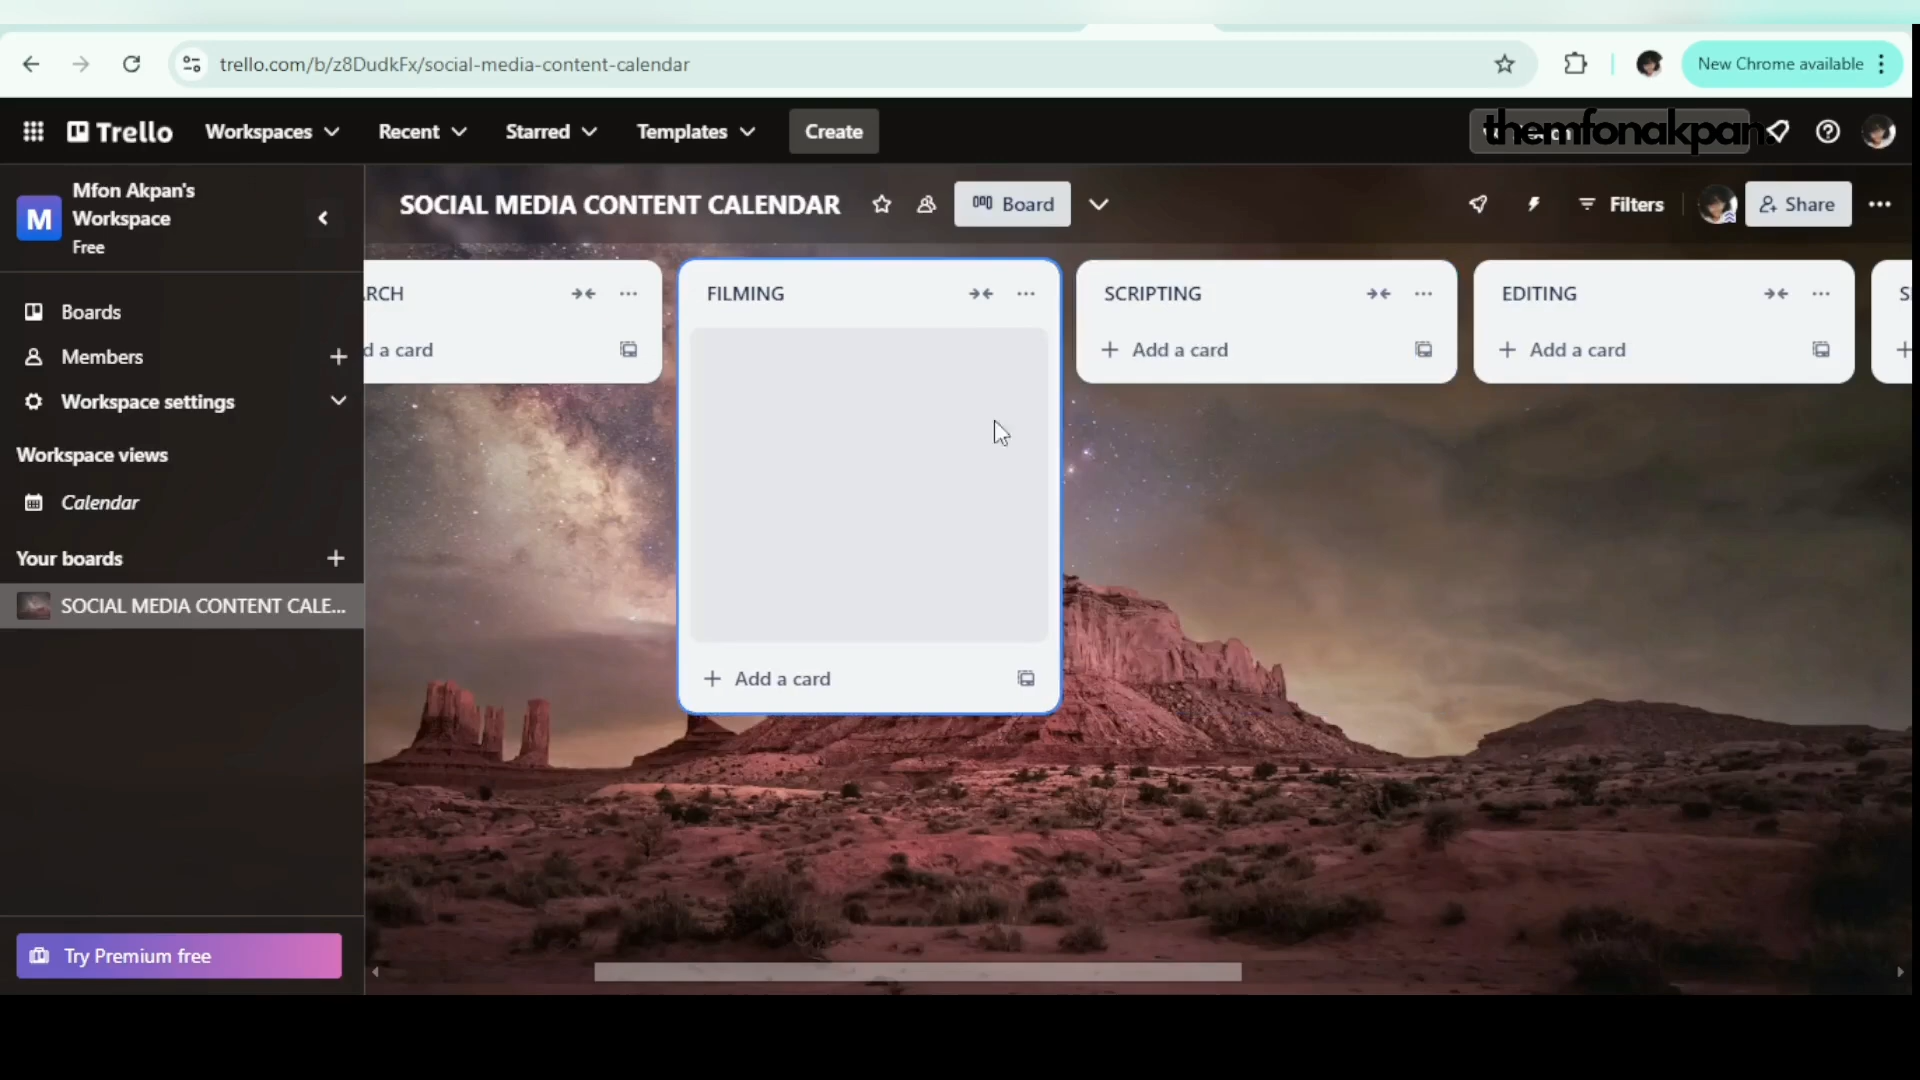 trello.com/b/z8DudkFx/social-media-content-calendar
New Chrome available
Trello
Workspaces
Recent
Starred
Templates
Create
themfonakpan.
M
Mfon Akpan's
Workspace
Free
SOCIAL MEDIA CONTENT CALENDAR
Board
Filters
Share
Boards
Members
Workspace settings
Workspace views
Calendar
Your boards
SOCIAL MEDIA CONTENT CALE...
Try Premium free
RCH
d a card
FILMING
Add a card
SCRIPTING
Add a card
EDITING
Add a card
S